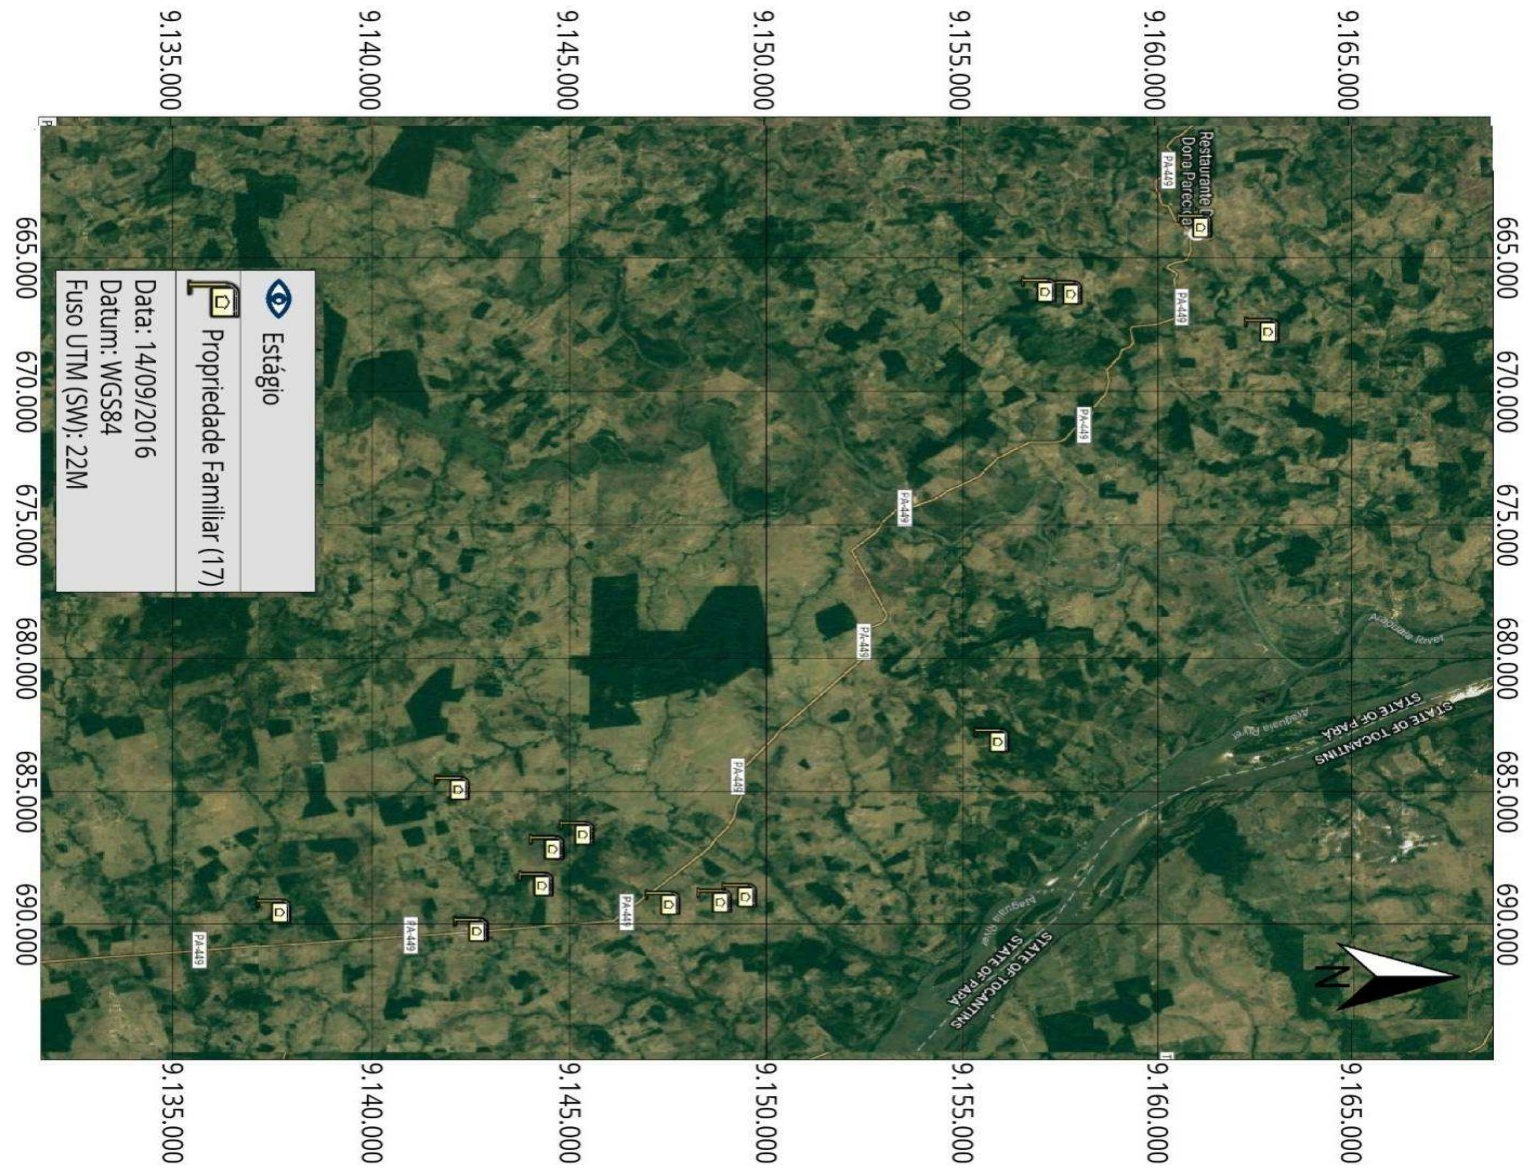 9.135.000
9.140.000
9.145.000
9.150.000
9.155.000
9.160.000
9.165.000
665.000
670.000
675.000
680.000
685.000
690.000
665.000
670.000
675.000
680.000
685.000
690.000
9.135.000
9.140.000
9.145.000
9.150.000
9.155.000
9.160.000
9.165.000
Estágio
Propriedade Familiar (17)
Data: 14/09/2016
Datum: WGS84
Fuso UTM (SW): 22M
Restaurante
Dona Parecida
PA-449
PA-449
PA-449
PA-449
PA-449
PA-449
PA-449
PA-449
PA-449
Araguaia River
STATE OF TOCANTINS
STATE OF PARÁ
Araguaia River
Araguaia River
STATE OF TOCANTINS
STATE OF PARÁ
N